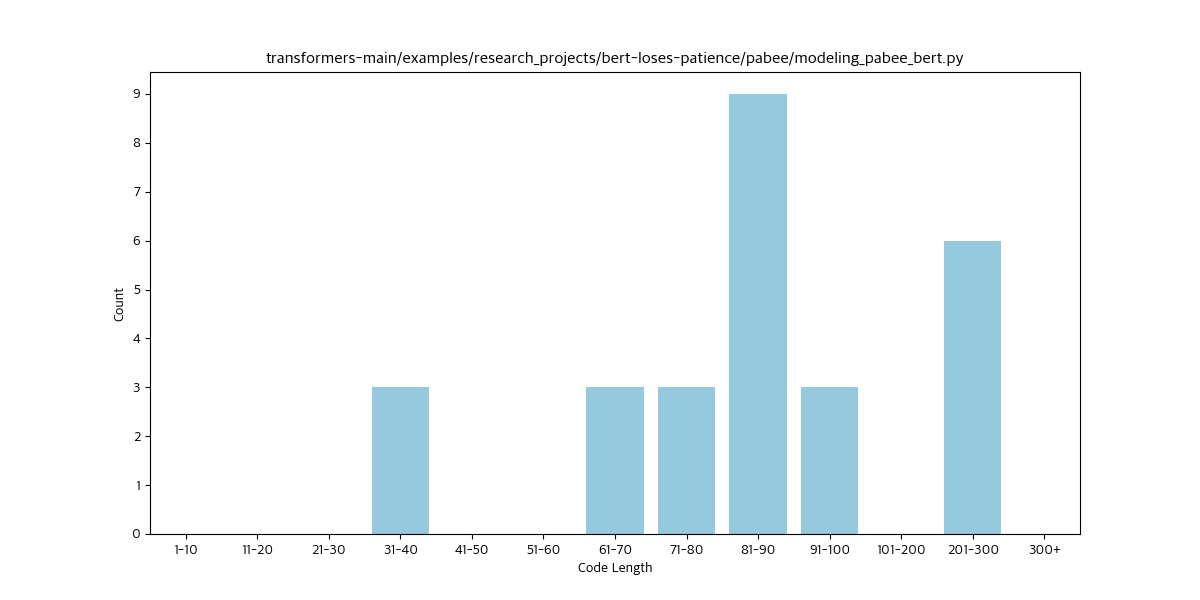 transformers-main/examples/research_projects/bert-loses-patience/pabee/modeling_pabee_bert.py
9
8
7
6
5
4
3
2
1
0
Count
1-10 11-20 21-30 31-40 41-50 51-60 61-70 71-80 81-90 91-100 101-200 201-300 300+
Code Length